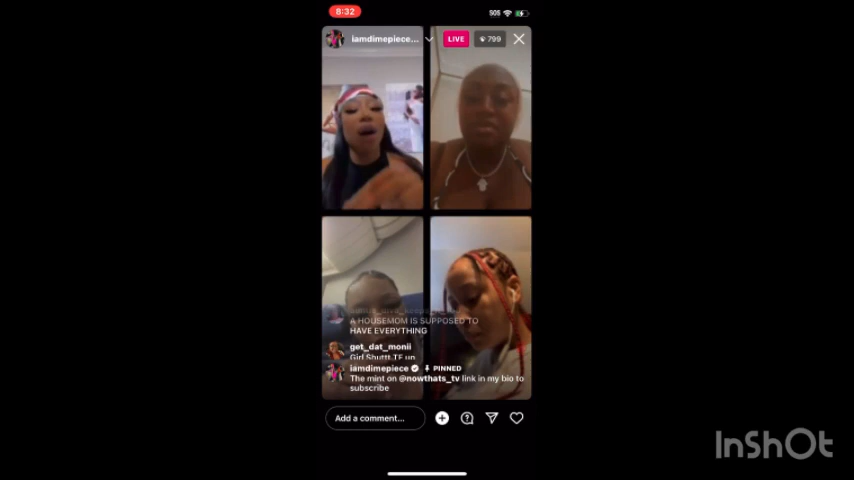 8:32
SOS
iamdimepiece...
LIVE
799
A HOUSEMOM IS SUPPOSED TO
HAVE EVERYTHING
get_dat_monii
Girl Shuttt TF up
iamdimepiece PINNED
The mint on @nowthats_tv link in my bio to
subscribe
Add a comment...
InShOt